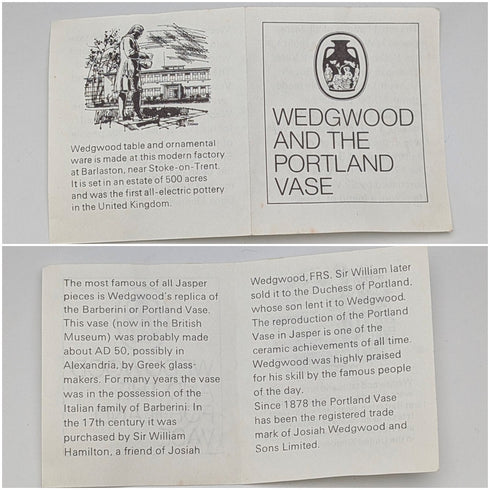 Wedgwood table and ornamental
ware is made at this modern factory
at Barlaston, near Stoke-on-Trent.
It is set in an estate of 500 acres
and was the first all-electric pottery
in the United Kingdom.
WEDGWOOD
AND THE
PORTLAND
VASE
The most famous of all Jasper
pieces is Wedgwood's replica of
the Barberini or Portland Vase.
This vase (now in the British
Museum) was probably made
about AD 50, possibly in
Alexandria, by Greek glass-
makers. For many years the vase
was in the possession of the
Italian family of Barberini. In
the 17th century it was
purchased by Sir William
Hamilton, a friend of Josiah
Wedgwood, FRS. Sir William later
sold it to the Duchess of Portland,
whose son lent it to Wedgwood.
The reproduction of the Portland
Vase in Jasper is one of the
ceramic achievements of all time.
Wedgwood was highly praised
for his skill by the famous people
of the day.
Since 1878 the Portland Vase
has been the registered trade
mark of Josiah Wedgwood and
Sons Limited.